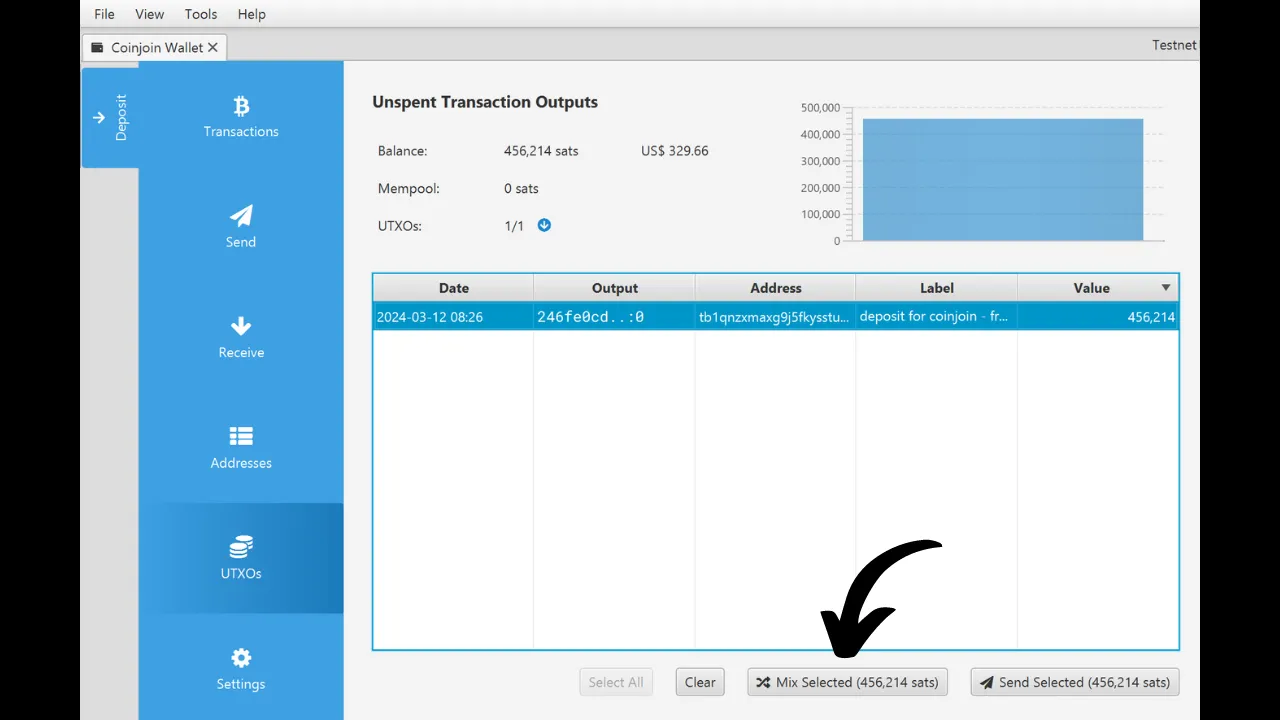 File View Tools Help
Coinjoin Wallet
Testnet
Deposit
Transactions
Send
Receive
Addresses
UTXOs
Settings
Unspent Transaction Outputs
Balance: 456,214 sats US$ 329.66
Mempool: 0 sats
UTXOs: 1/1
500,000
400,000
300,000
200,000
100,000
0
Date Output Address Label Value
2024-03-12 08:26 246fe0cd..:0 tb1qnzxmaxg9j5fkysstu... deposit for coinjoin - fr... 456,214
Select All Clear Mix Selected (456,214 sats) Send Selected (456,214 sats)